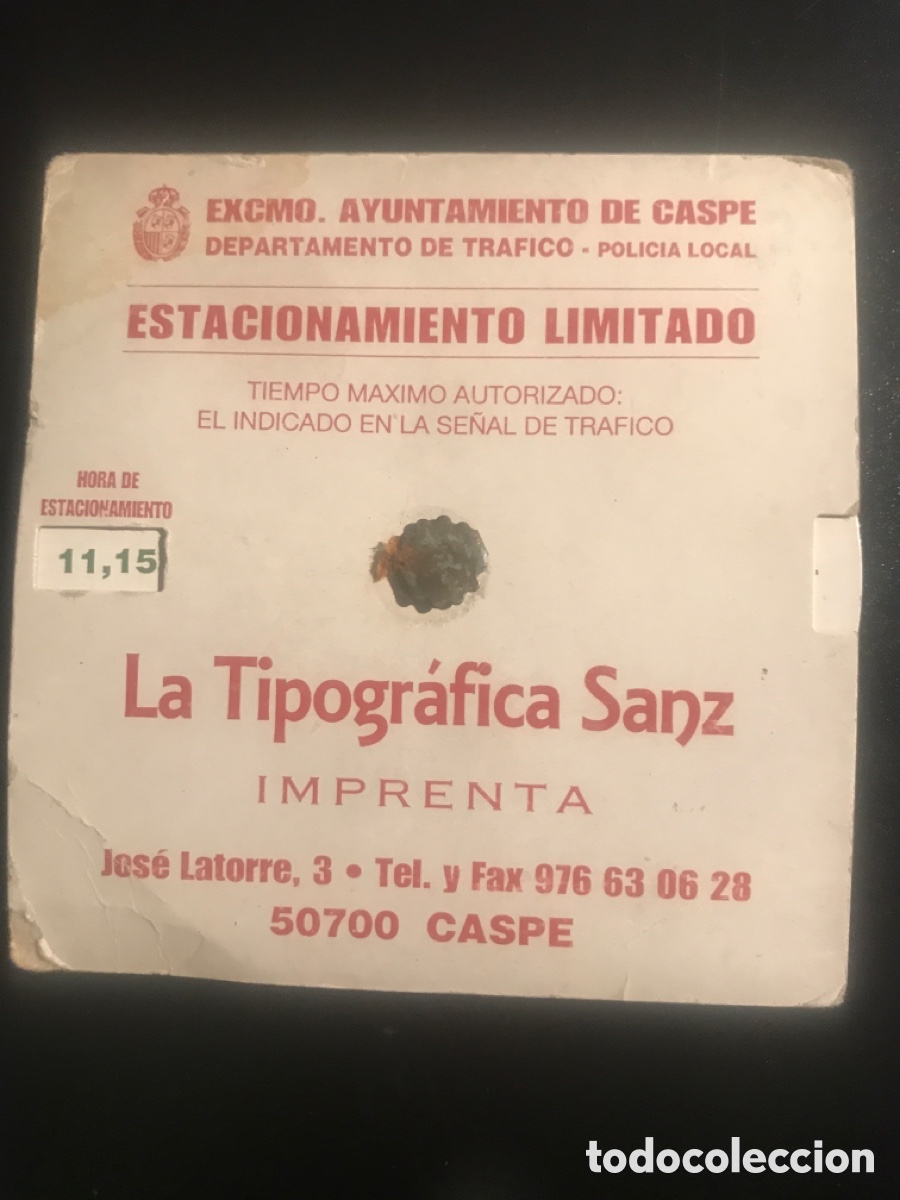 EXCMO. AYUNTAMIENTO DE CASPE
DEPARTAMENTO DE TRAFICO - POLICIA LOCAL
ESTACIONAMIENTO LIMITADO
TIEMPO MAXIMO AUTORIZADO:
EL INDICADO EN LA SEÑAL DE TRAFICO
HORA DE
ESTACIONAMIENTO
11,15
La Tipográfica Sanz
IMPRENTA
José Latorre, 3 • Tel. y Fax 976 63 06 28
50700 CASPE
todocoleccion